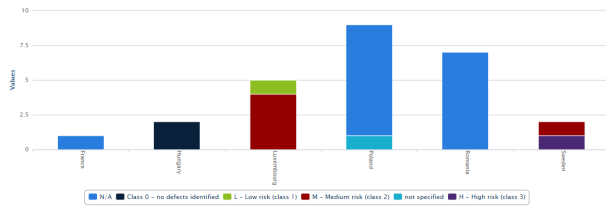 10
7.5
Values
5
2.5
0
France
Hungary
Luxembourg
Poland
Romania
Sweden
N/A Class 0 – no defects identified L – Low risk (class 1) M – Medium risk (class 2) not specified H – High risk (class 3)